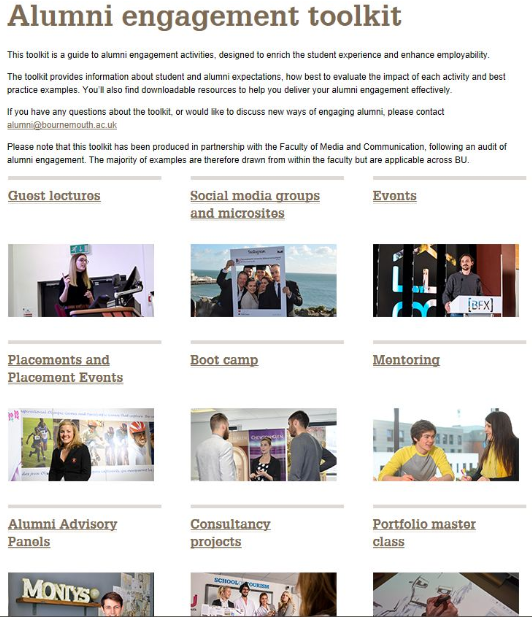 Alumni engagement toolkit
This toolkit is a guide to alumni engagement activities, designed to enrich the student experience and enhance employability.
The toolkit provides information about student and alumni expectations, how best to evaluate the impact of each activity and best
practice examples. You'll also find downloadable resources to help you deliver your alumni engagement effectively.
If you have any questions about the toolkit, or would like to discuss new ways of engaging alumni, please contact
alumni@bournemouth.ac.uk
Please note that this toolkit has been produced in partnership with the Faculty of Media and Communication, following an audit of
alumni engagement. The majority of examples are therefore drawn from within the faculty but are applicable across BU.
Guest lectures
Social media groups
and microsites
Events
Instagram
[BFX]
Placements and
Placement Events
Boot camp
Mentoring
Alumni Advisory
Panels
Consultancy
projects
Portfolio master
class
MONTYS
SCHOOL OF TOURISM